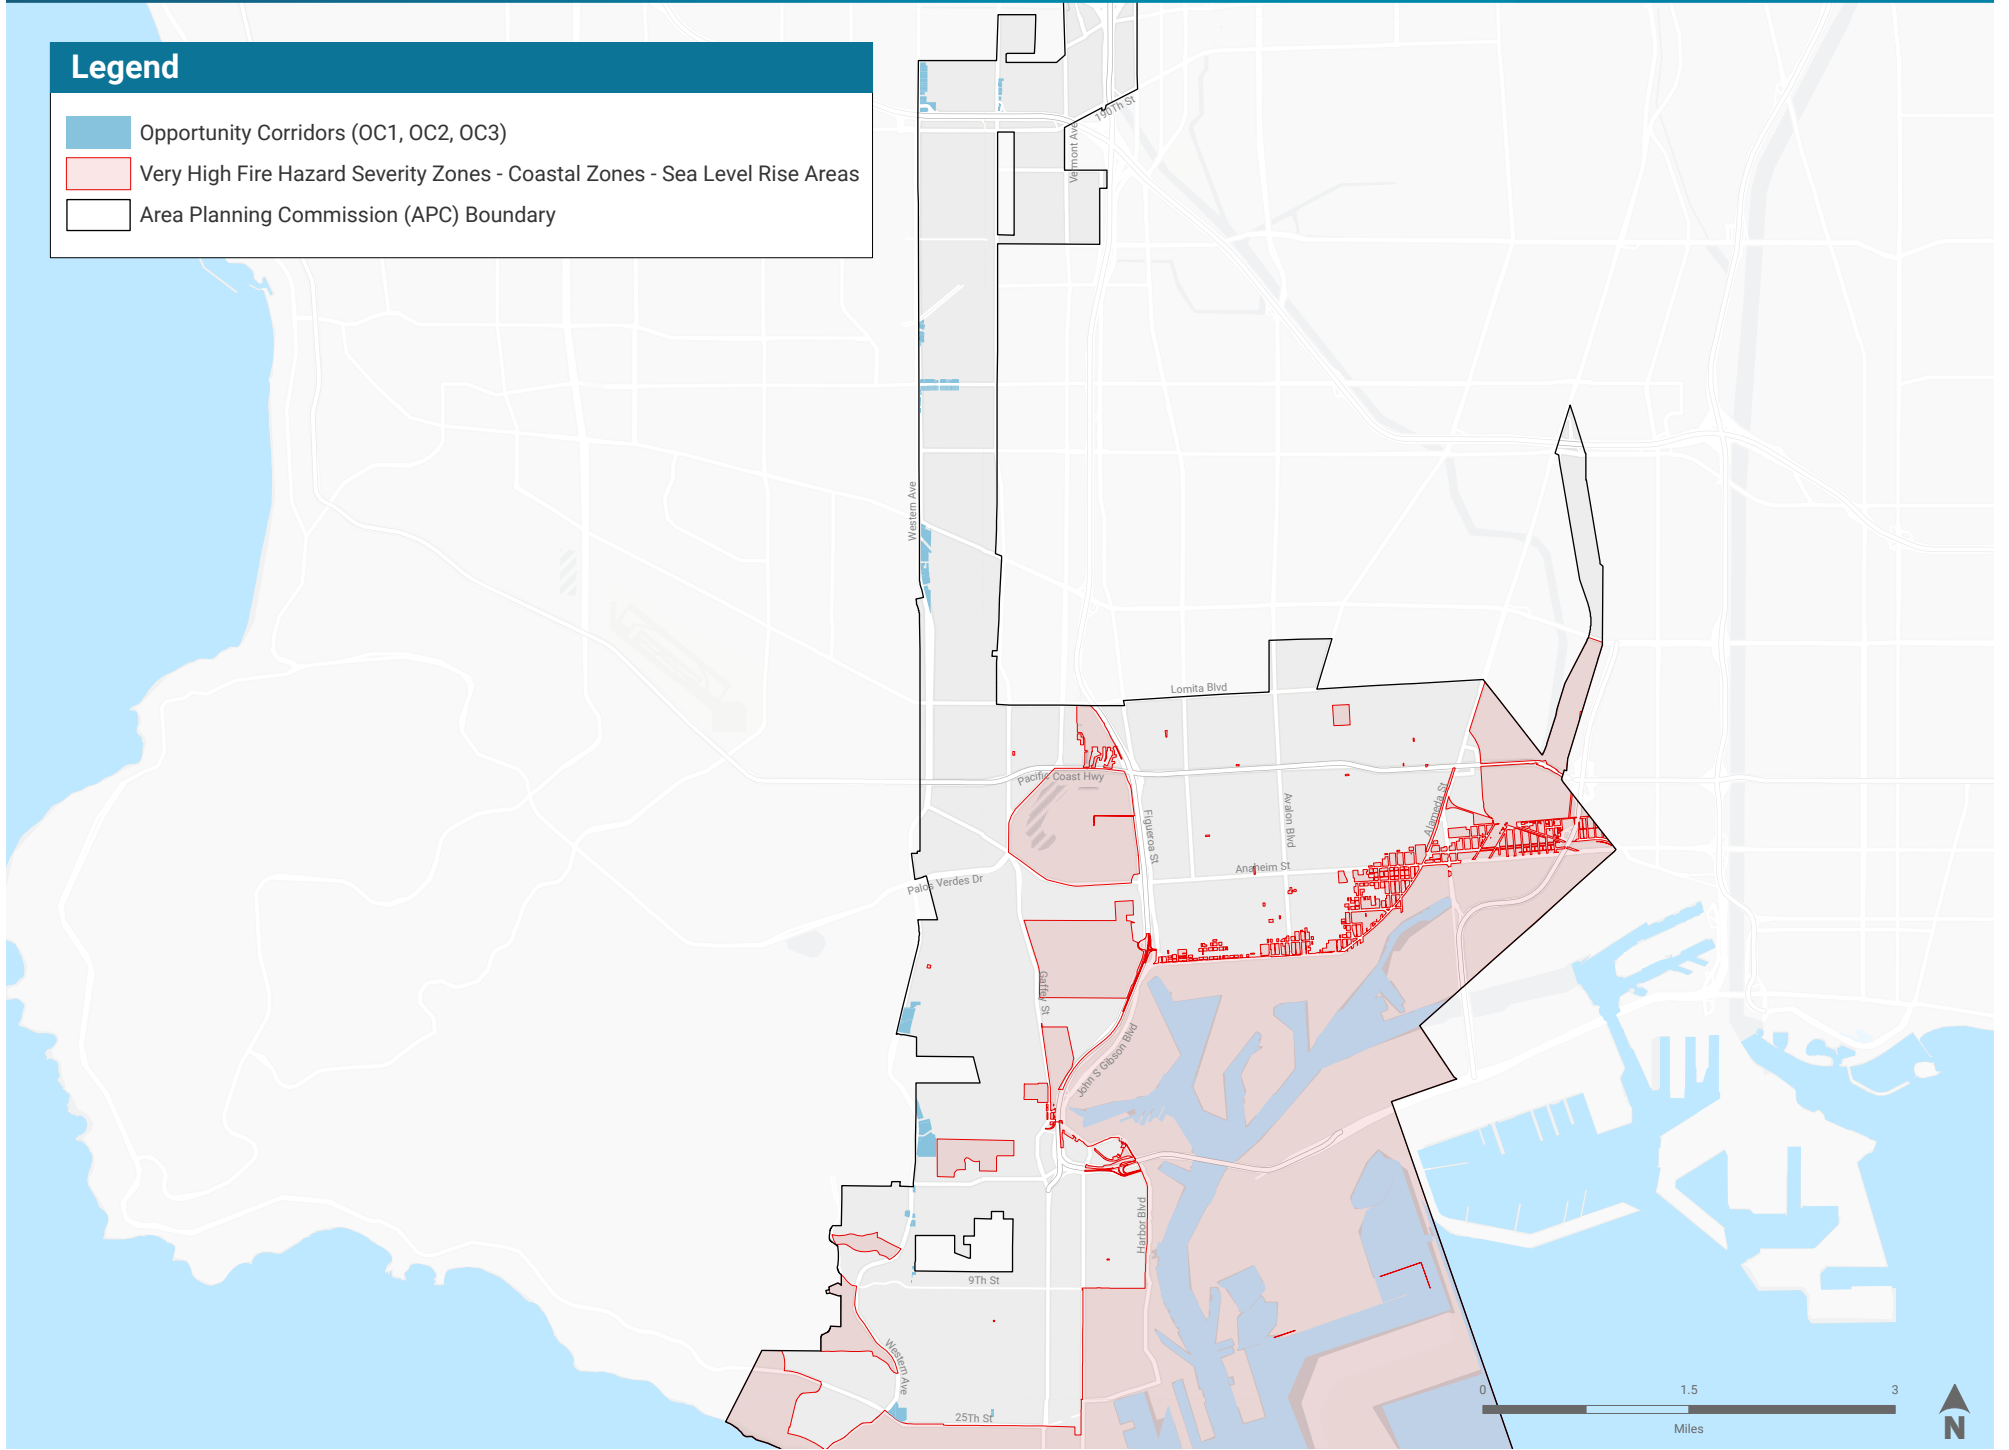 Legend
Opportunity Corridors (OC1, OC2, OC3)
Very High Fire Hazard Severity Zones - Coastal Zones - Sea Level Rise Areas
Area Planning Commission (APC) Boundary
190Th St
Vermont Ave
Western Ave
Lomita Blvd
Pacific Coast Hwy
Figueroa St
Avalon Blvd
Alameda St
Anaheim St
Palos Verdes Dr
Gaffey St
John S Gibson Blvd
Harbor Blvd
9Th St
Western Ave
25Th St
0 1.5 3
Miles
N